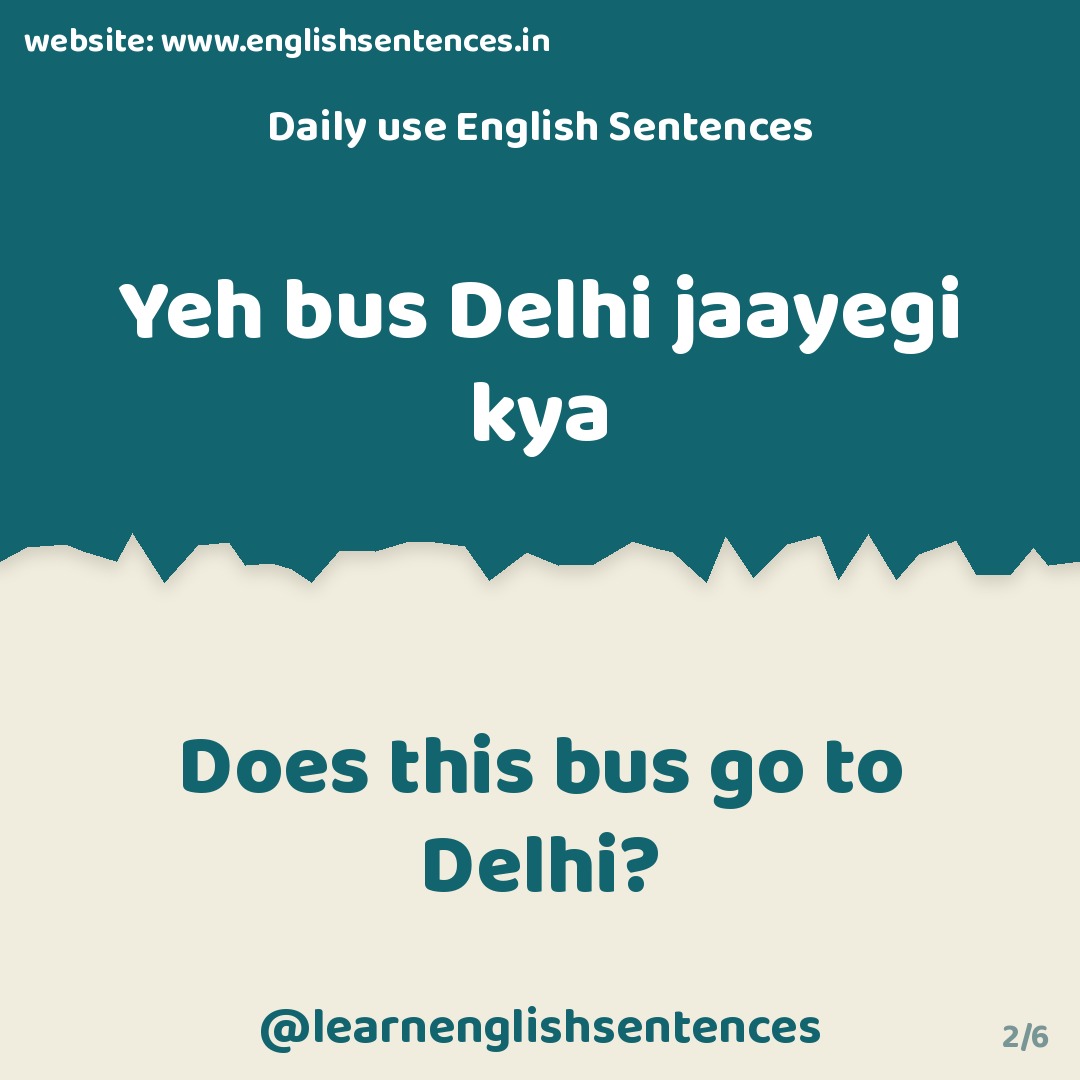 website: www.englishsentences.in
Daily use English Sentences
Yeh bus Delhi jaayegi
kya
Does this bus go to
Delhi?
@learnenglishsentences
2/6